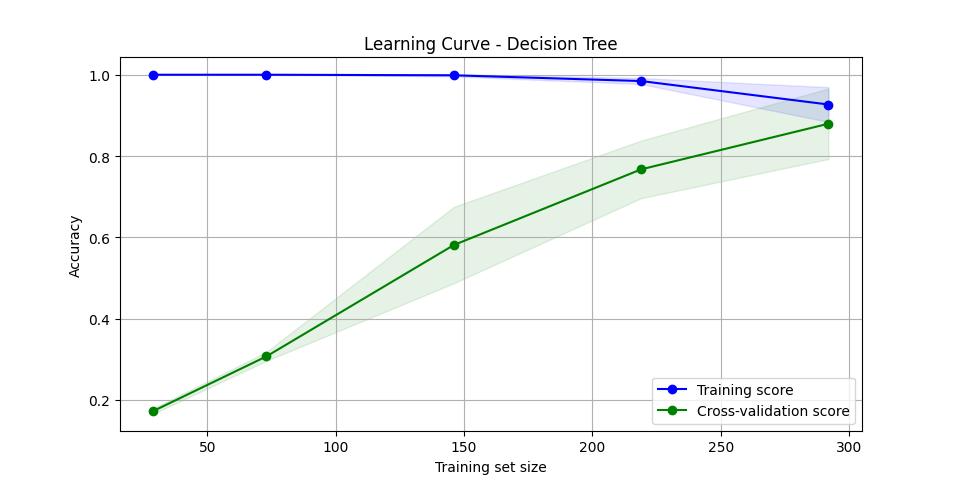 Learning Curve - Decision Tree
1.0
0.8
0.6
0.4
0.2
Accuracy
50
100
150
200
250
300
Training set size
Training score
Cross-validation score